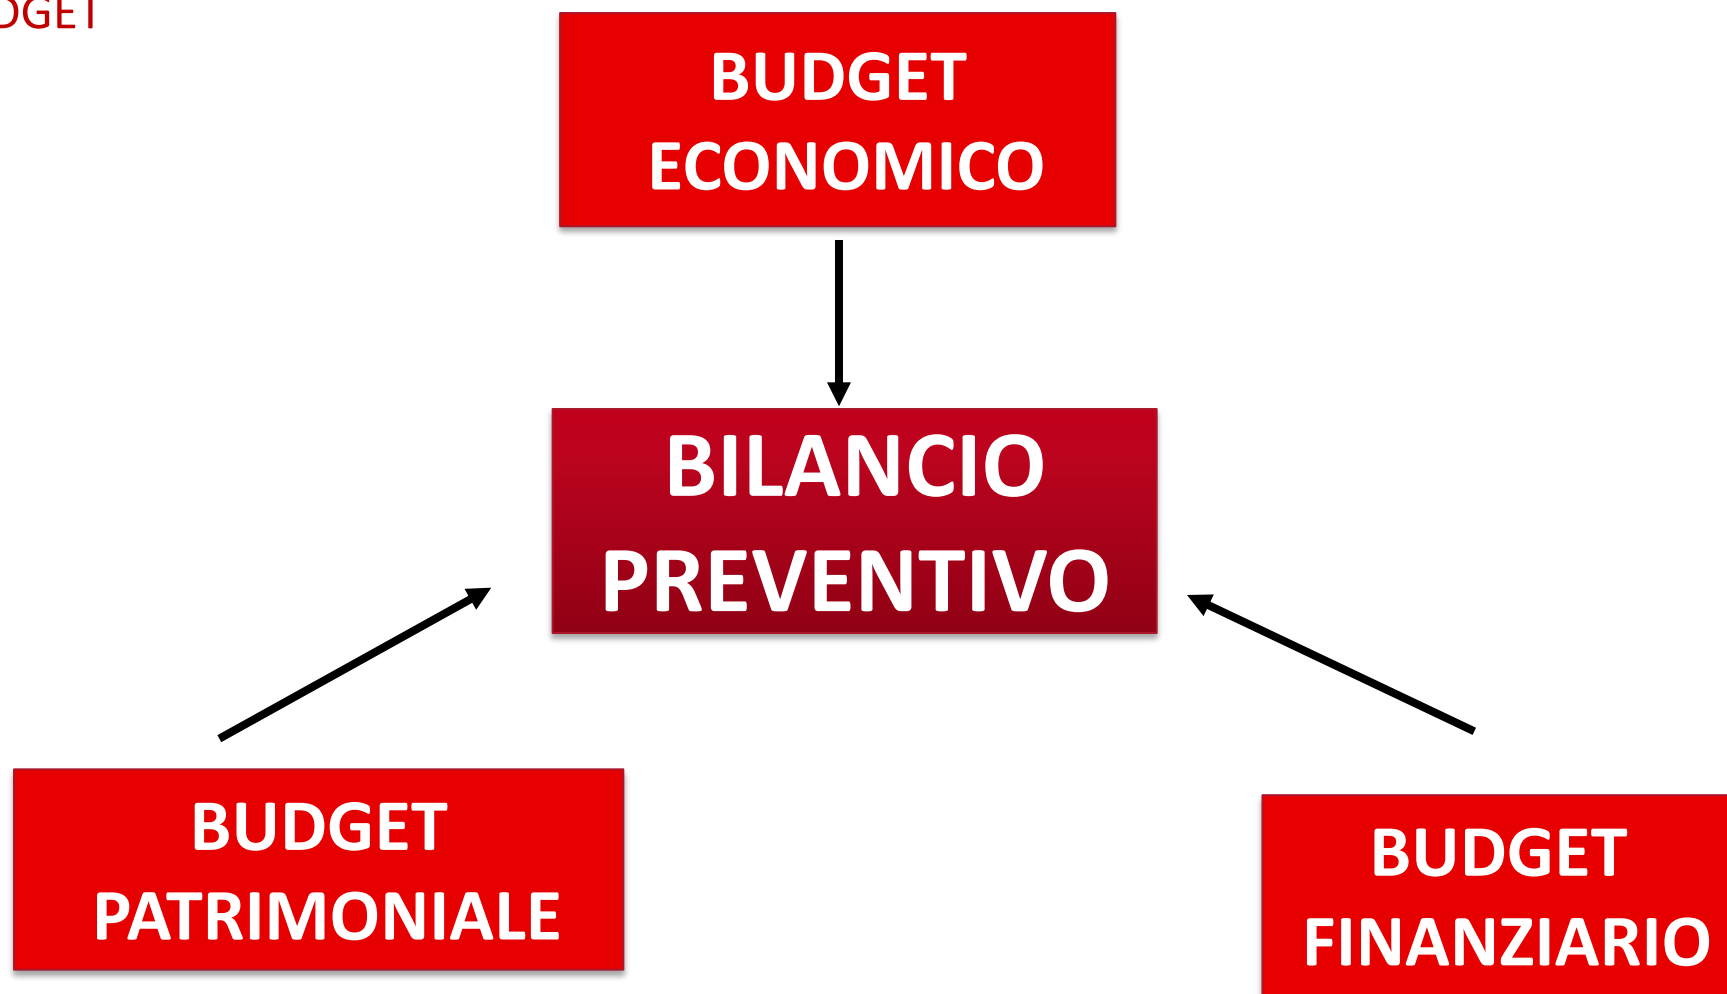 BUDGET
ECONOMICO
BILANCIO
PREVENTIVO
BUDGET
PATRIMONIALE
BUDGET
FINANZIARIO